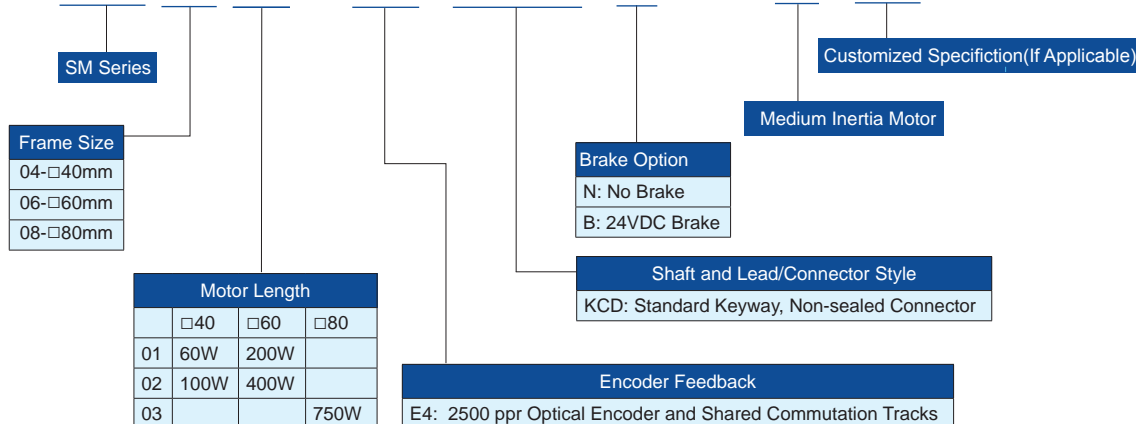 SM Series
Customized Specifiction(If Applicable)
Medium Inertia Motor
Frame Size
04-□40mm
06-□60mm
08-□80mm
Brake Option
N: No Brake
B: 24VDC Brake
Shaft and Lead/Connector Style
KCD: Standard Keyway, Non-sealed Connector
Motor Length
□40 □60 □80
01 60W 200W
02 100W 400W
03 750W
Encoder Feedback
E4: 2500 ppr Optical Encoder and Shared Commutation Tracks